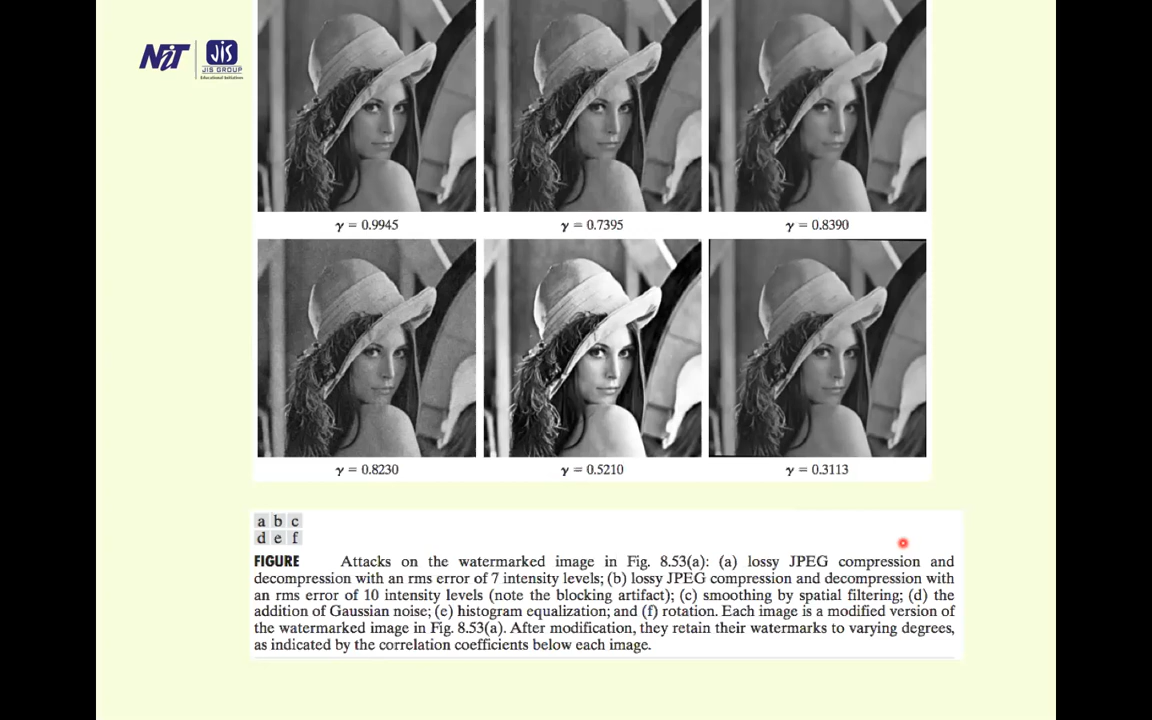 NiT JIS
JIS GROUP
Educational Initiatives
γ = 0.9945 γ = 0.7395 γ = 0.8390
γ = 0.8230 γ = 0.5210 γ = 0.3113
a b c
d e f
FIGURE Attacks on the watermarked image in Fig. 8.53(a): (a) lossy JPEG compression and
decompression with an rms error of 7 intensity levels; (b) lossy JPEG compression and decompression with
an rms error of 10 intensity levels (note the blocking artifact); (c) smoothing by spatial filtering; (d) the
addition of Gaussian noise; (e) histogram equalization; and (f) rotation. Each image is a modified version of
the watermarked image in Fig. 8.53(a). After modification, they retain their watermarks to varying degrees,
as indicated by the correlation coefficients below each image.